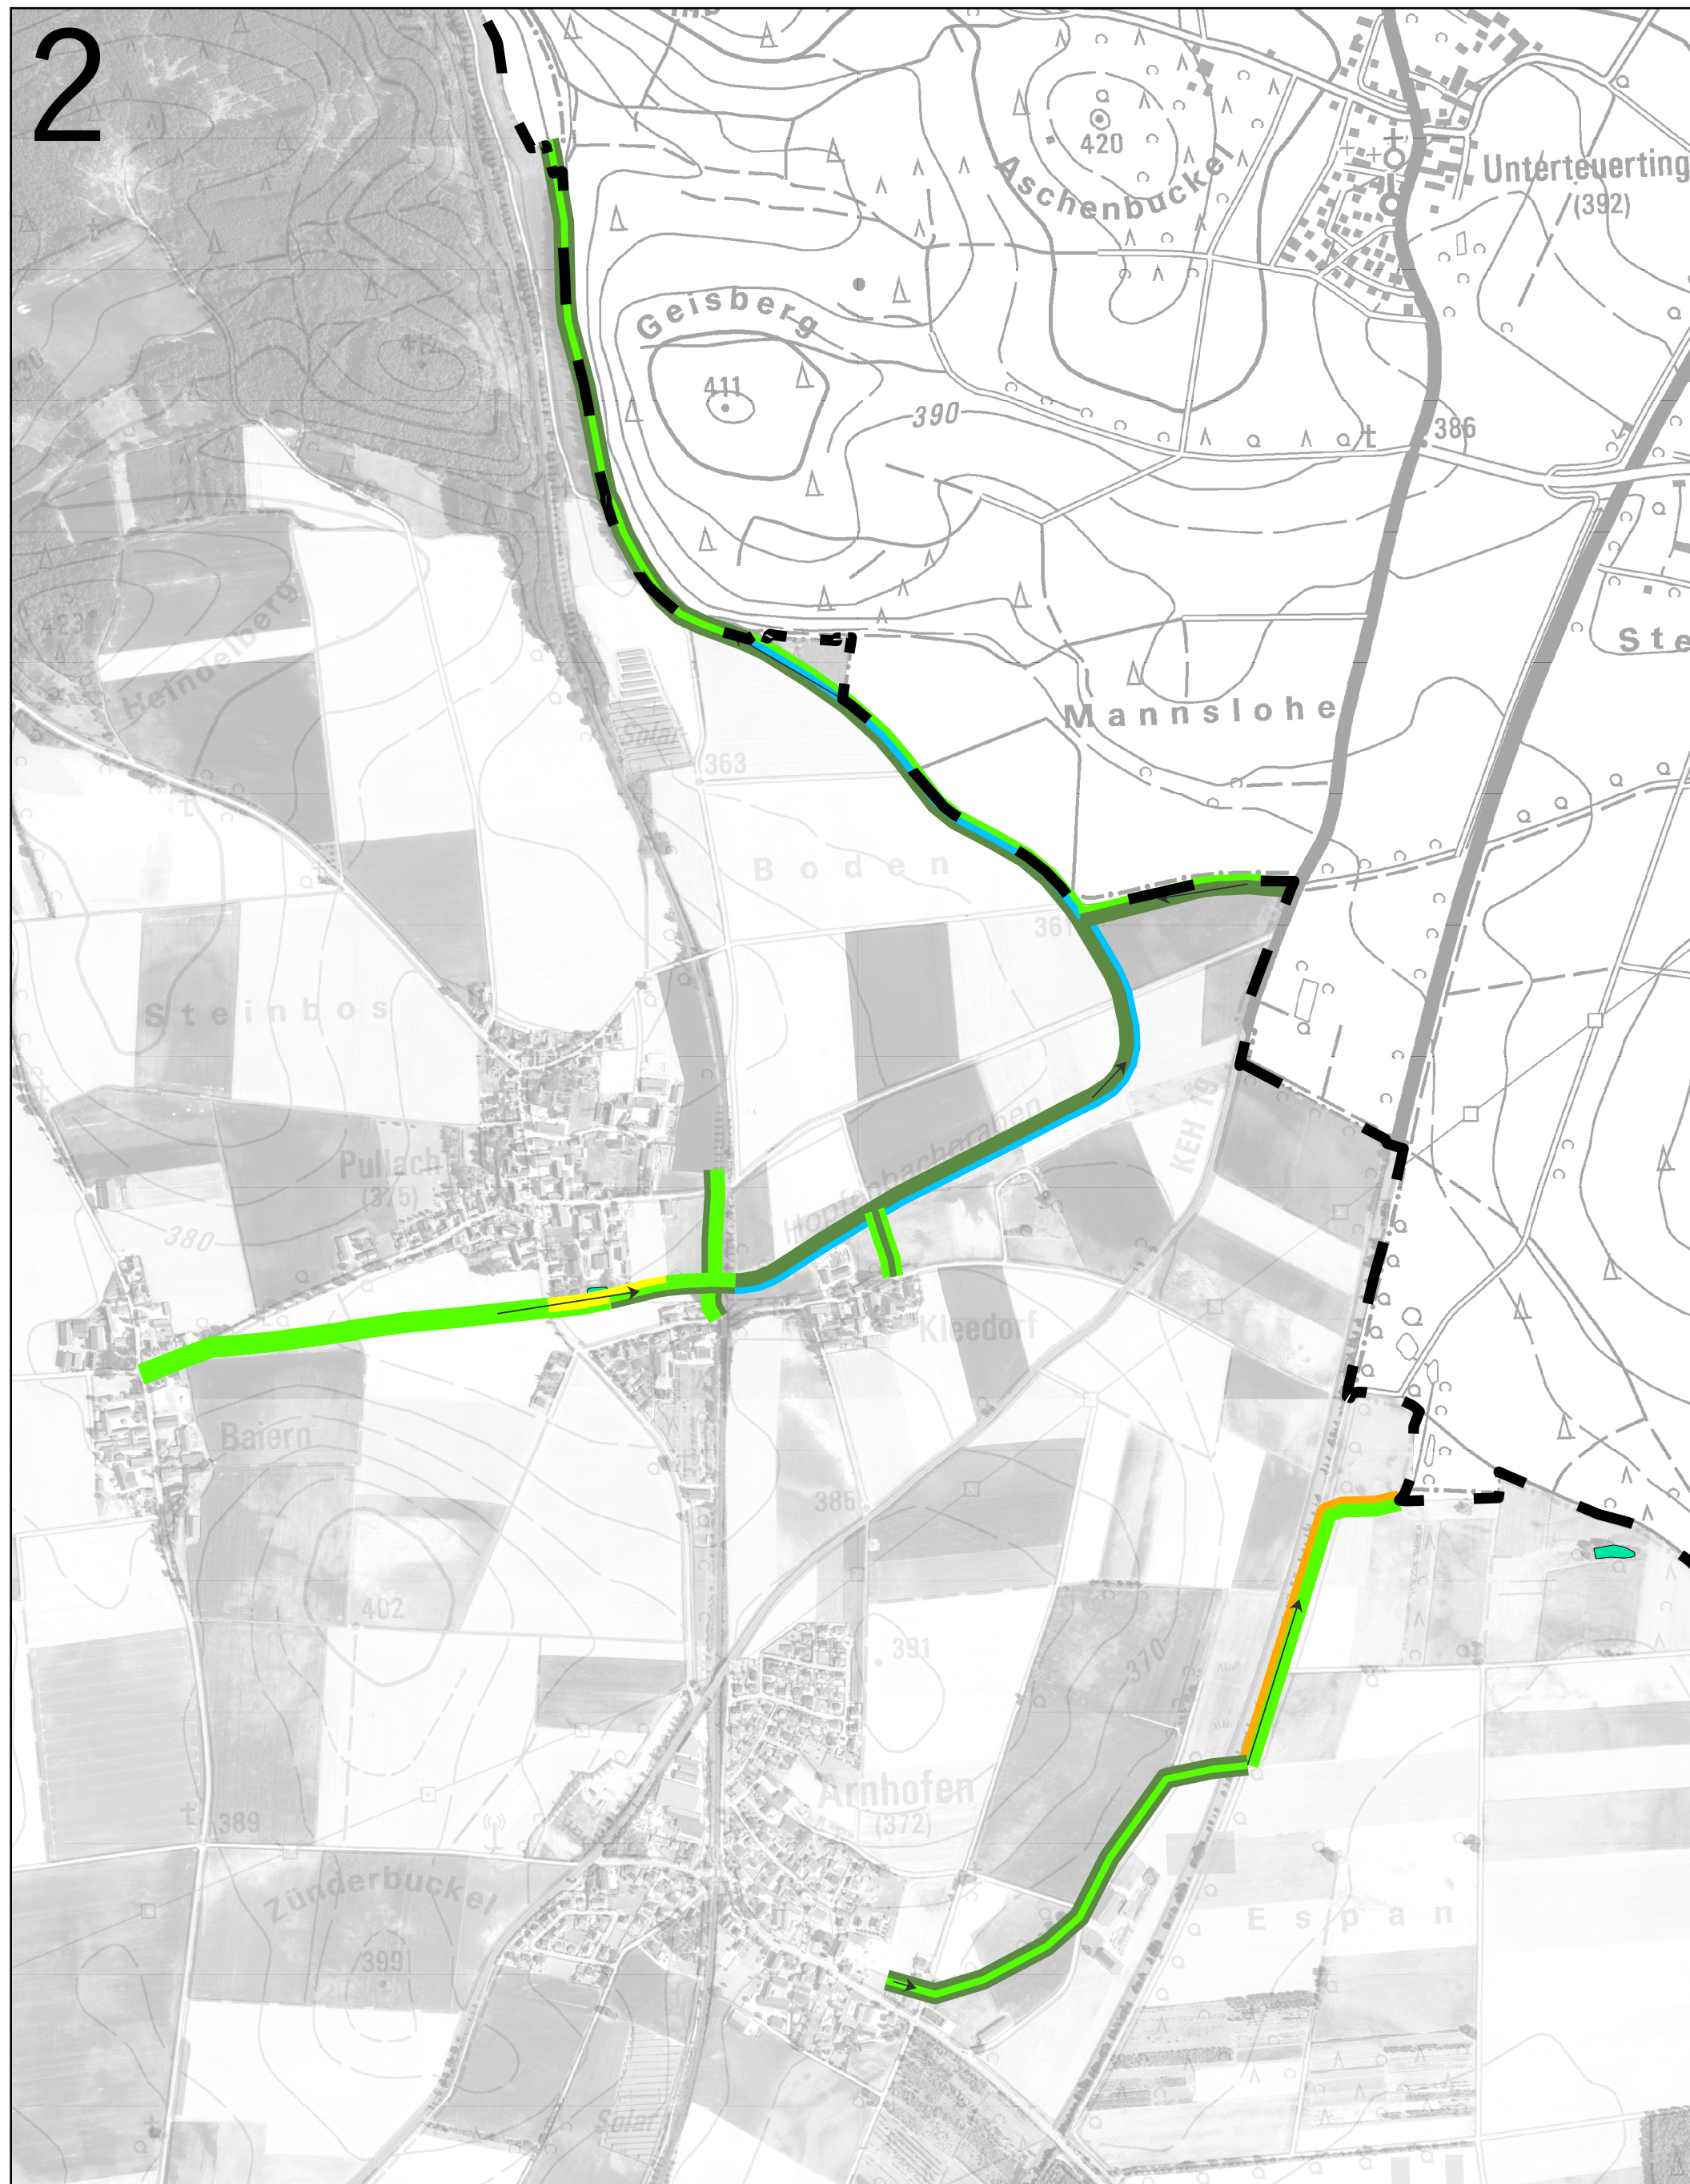 2
420
Aschenbuckel
Unterteuerting
(392)
Geisberg
412
411
390
386
433
Heindelberg
Ste
Mannslohe
Solar
363
Boden
361
Steinbos
KEH 19
Hopfenbachgraben
Pullach
(375)
380
Kleedorf
Baiern
385
402
391
370
Arnhofen
(372)
389
Zünderbuckel
Espan
399
Solar